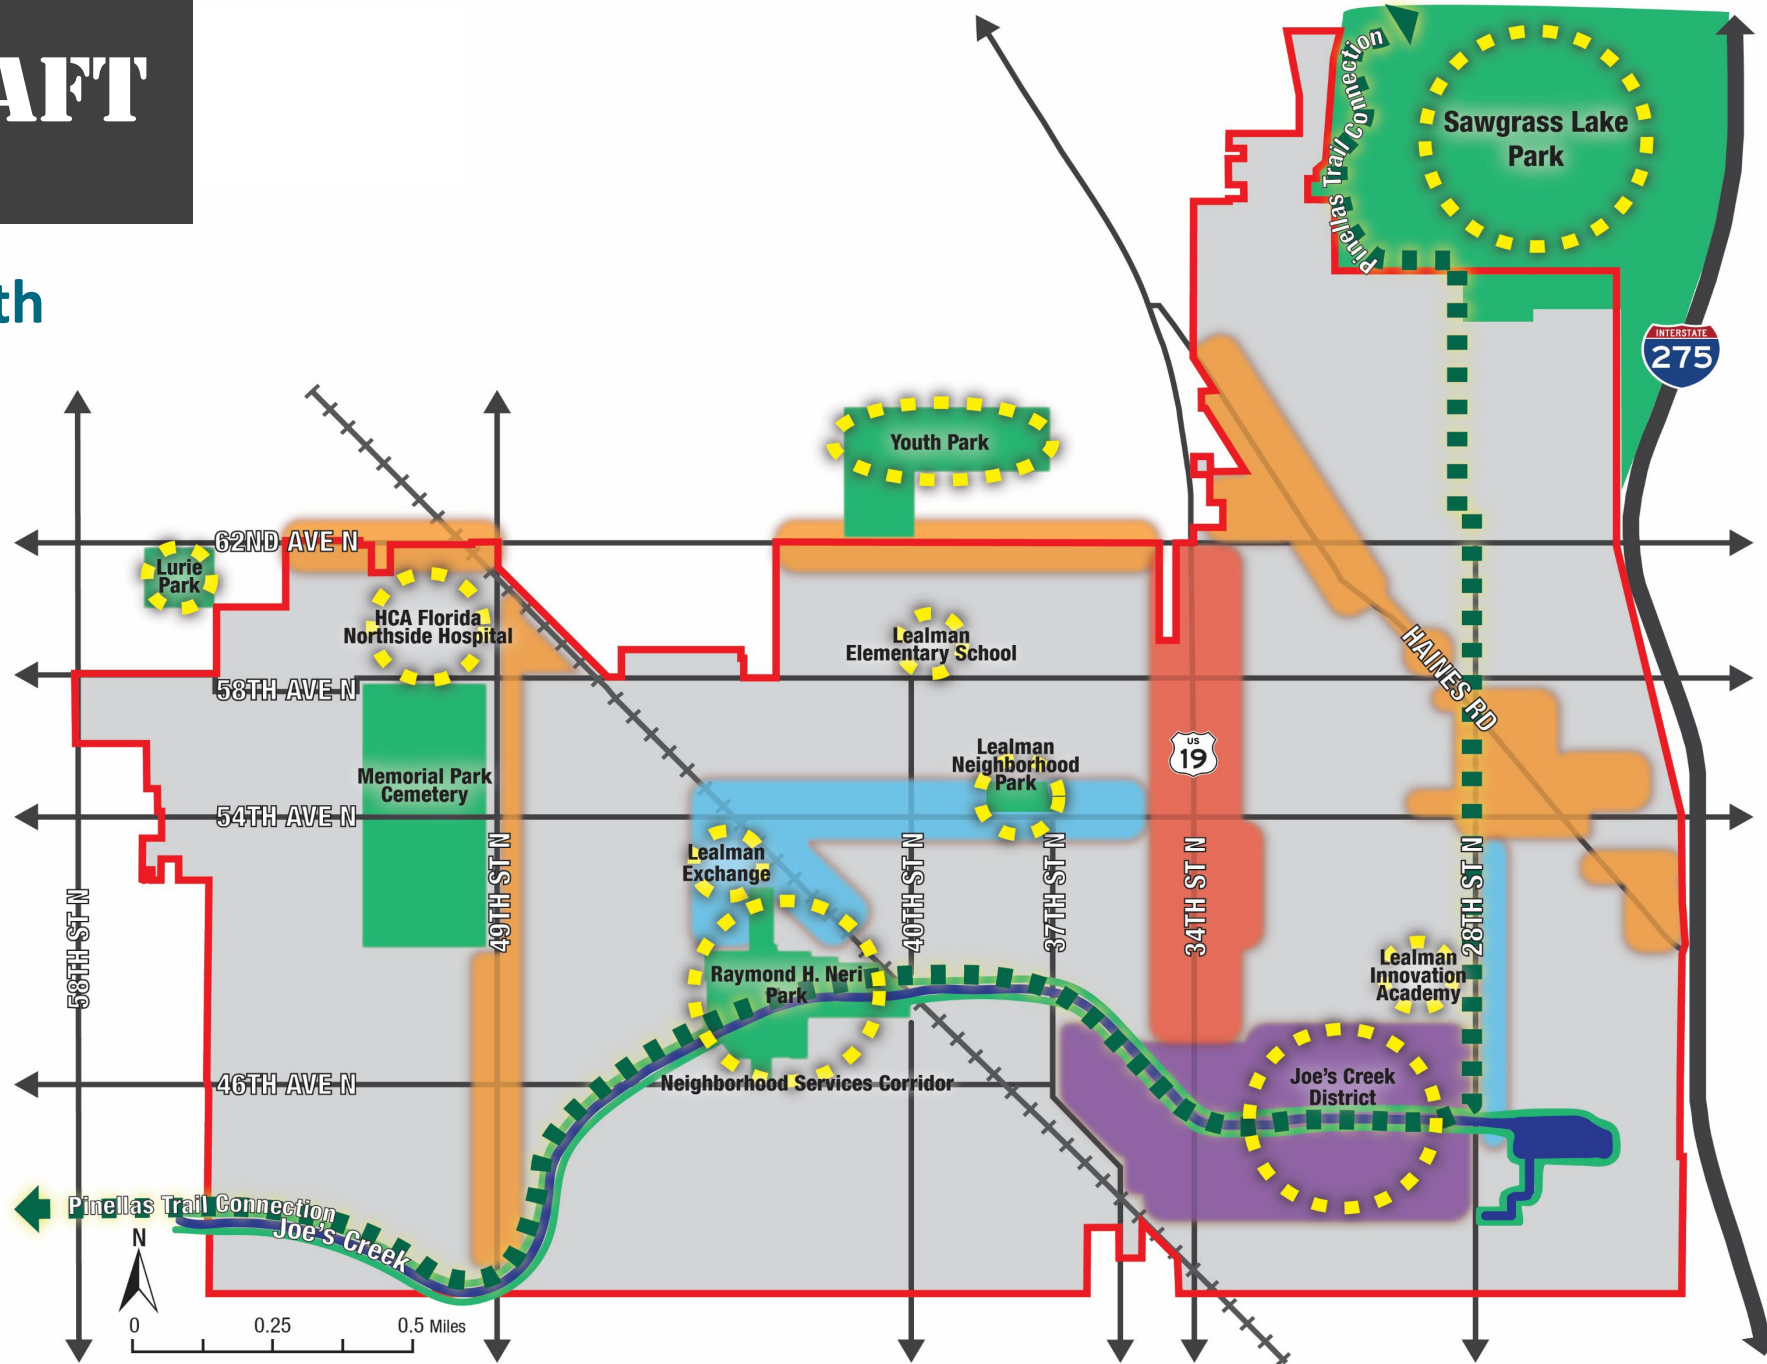 AFT
th
Pinellas Trail Connection
Sawgrass Lake
Park
INTERSTATE
275
Youth Park
62ND AVE N
Lurie
Park
HCA Florida
Northside Hospital
Lealman
Elementary School
58TH AVE N
HAINES RD
Memorial Park
Cemetery
Lealman
Neighborhood
Park
US
19
54TH AVE N
Lealman
Exchange
58TH ST N
49TH ST N
40TH ST N
37TH ST N
34TH ST N
28TH ST N
Raymond H. Neri
Park
Lealman
Innovation
Academy
46TH AVE N
Neighborhood Services Corridor
Joe's Creek
District
Pinellas Trail Connection
Joe's Creek
N
0 0.25 0.5 Miles